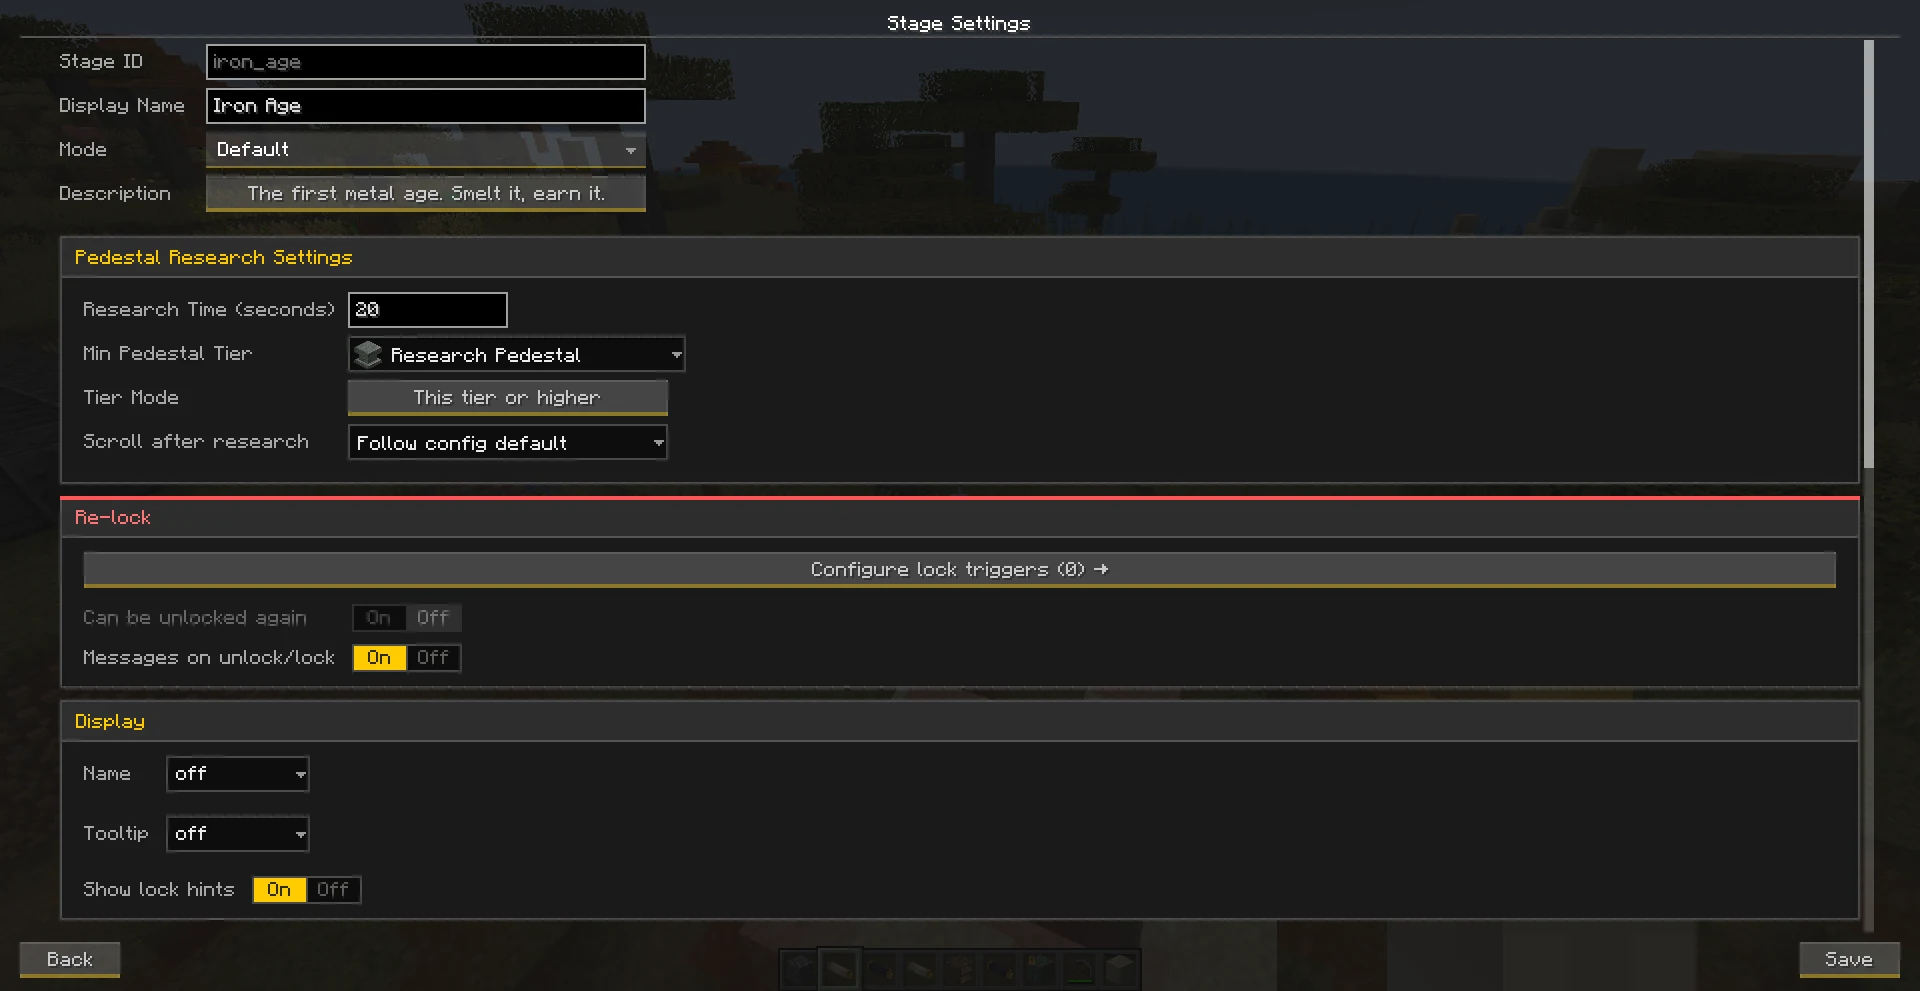 Stage Settings
Stage ID iron_age
Display Name Iron Age
Mode Default
Description The first metal age. Smelt it, earn it.
Pedestal Research Settings
Research Time (seconds) 20
Min Pedestal Tier Research Pedestal
Tier Mode This tier or higher
Scroll after research Follow config default
Re-lock
Configure lock triggers (0) →
Can be unlocked again On Off
Messages on unlock/lock On Off
Display
Name off
Tooltip off
Show lock hints On Off
Back Save